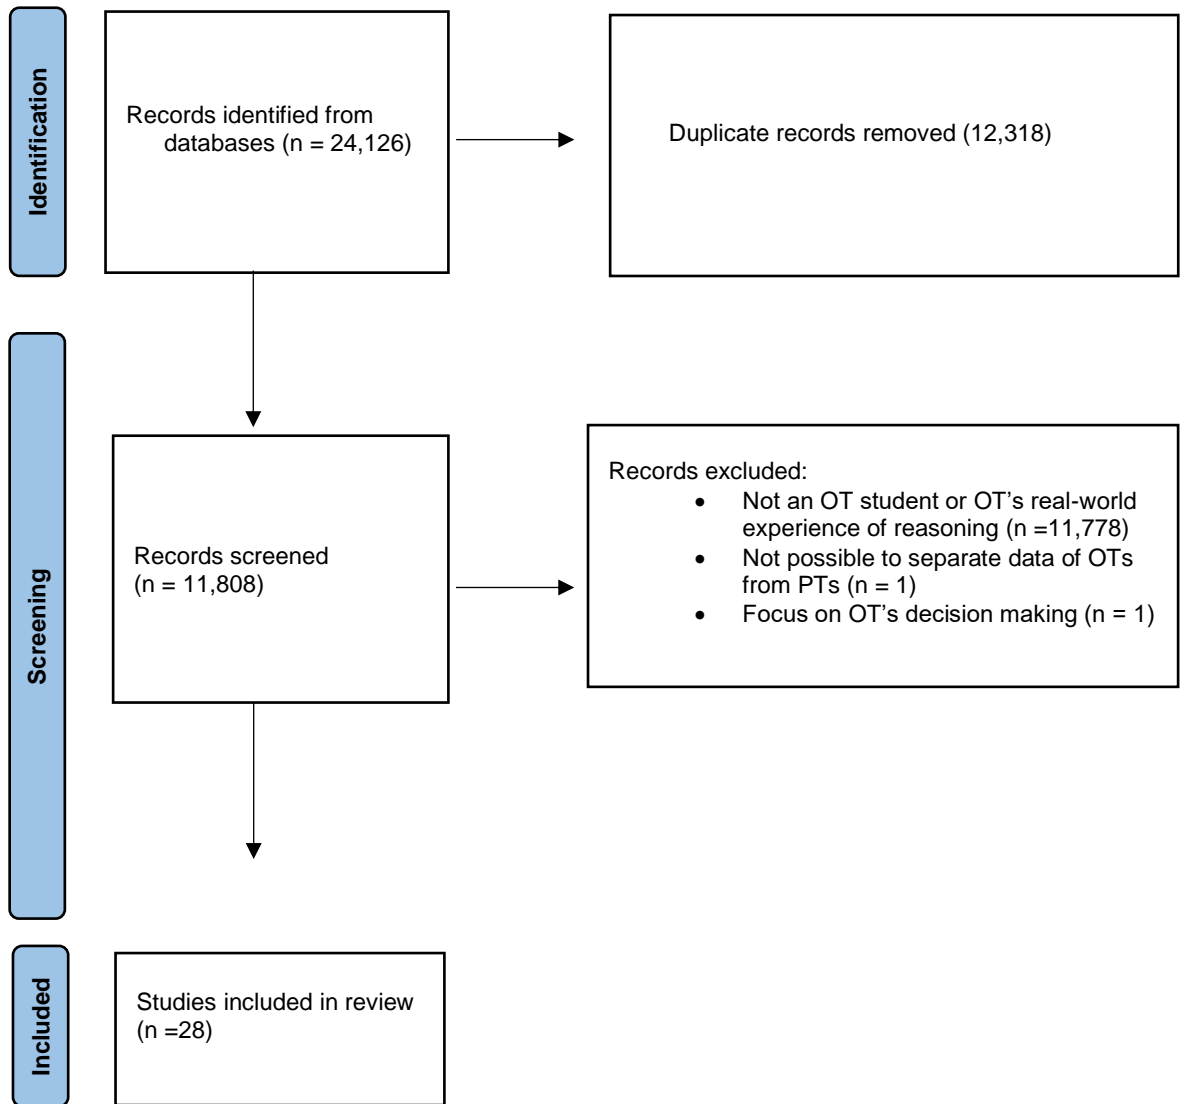 Identification
Records identified from
databases (n = 24,126)
Duplicate records removed (12,318)
Screening
Records screened
(n = 11,808)
Records excluded:
• Not an OT student or OT’s real-world
experience of reasoning (n =11,778)
• Not possible to separate data of OTs
from PTs (n = 1)
• Focus on OT’s decision making (n = 1)
Included
Studies included in review
(n =28)